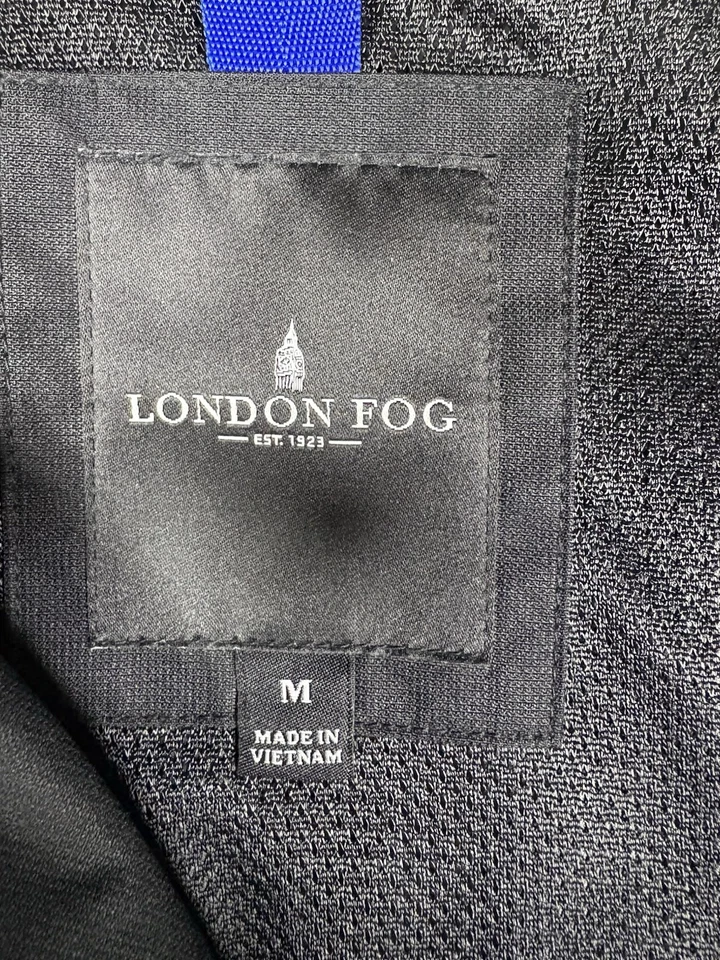 LONDON FOG
EST. 1923
M
MADE IN
VIETNAM